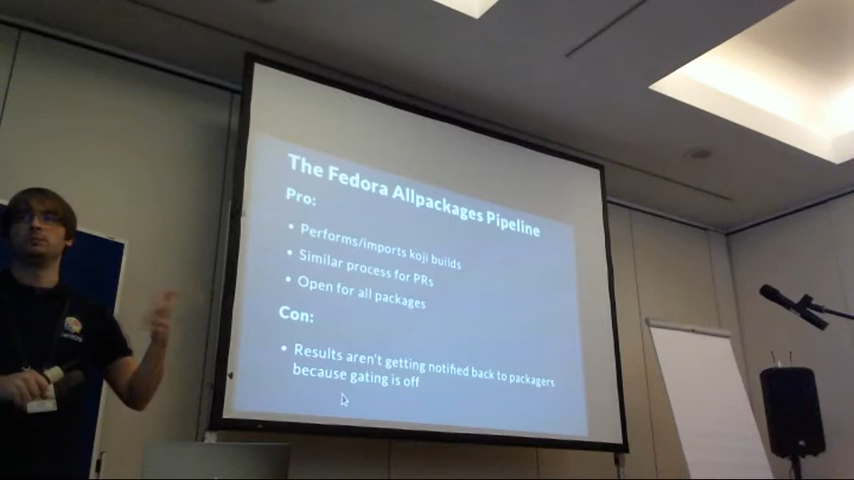 The Fedora Allpackages Pipeline
Pro:
• Performs/imports koji builds
• Similar process for PRs
• Open for all packages
Con:
• Results aren't getting notified back to packagers
because gating is off